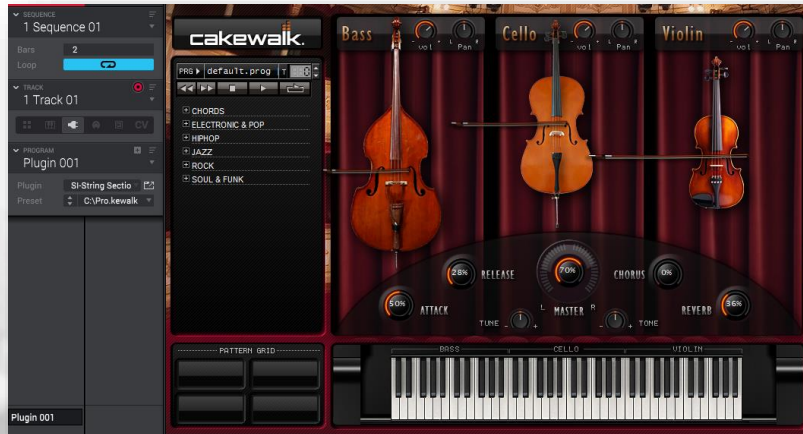 SEQUENCE
1 Sequence 01
Bars 2
Loop
TRACK
1 Track 01
CV
PROGRAM
Plugin 001
Plugin SI-String Sectio
Preset C:\Pro.kewalk
Plugin 001
cakewalk.
PRG default.prog T 0
CHORDS
ELECTRONIC & POP
HIPHOP
JAZZ
ROCK
SOUL & FUNK
PATTERN GRID
Bass - + - + Cello - + - + Violin - + - +
vol Pan vol Pan vol Pan
28% RELEASE 70% CHORUS 0%
50% ATTACK L MASTER R REVERB 36%
TUNE - + - + TONE
BASS CELLO VIOLIN